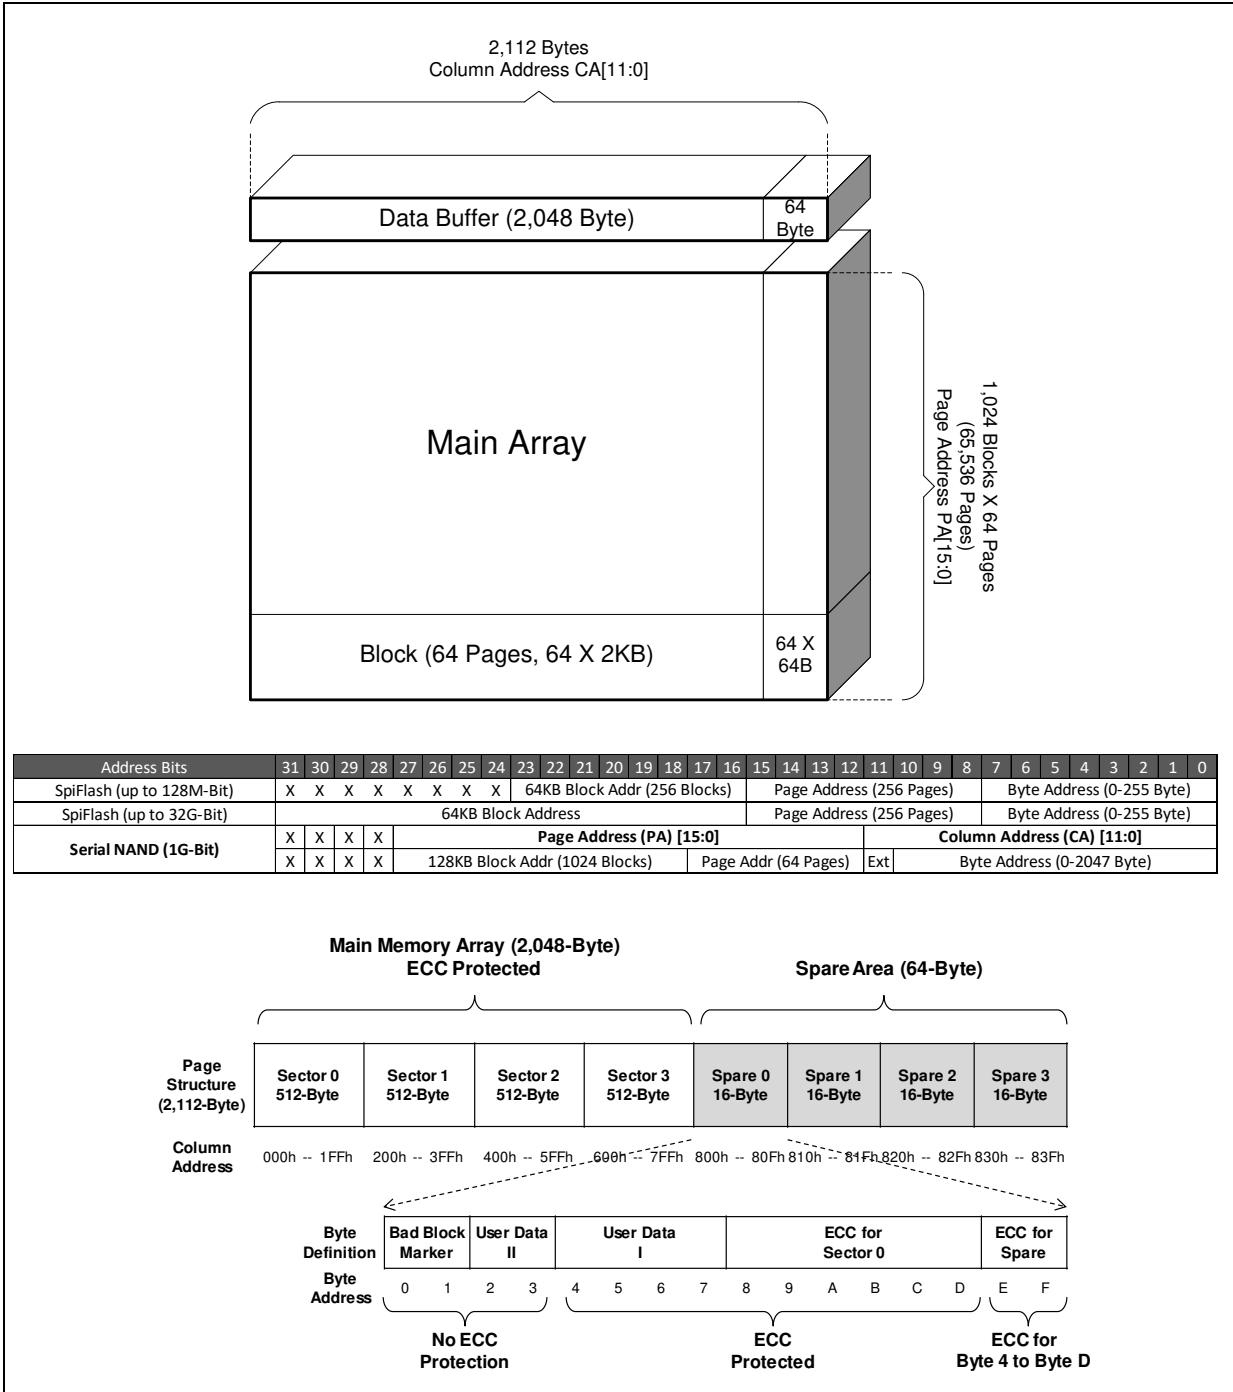 2,112 Bytes
Column Address CA[11:0]
Data Buffer (2,048 Byte)
64
Byte
Main Array
1,024 Blocks X 64 Pages
(65,536 Pages)
Page Address PA[15:0]
Block (64 Pages, 64 X 2KB)
64 X
64B
Address Bits 31 30 29 28 27 26 25 24 23 22 21 20 19 18 17 16 15 14 13 12 11 10 9 8 7 6 5 4 3 2 1 0
SpiFlash (up to 128M-Bit) X X X X X X X X 64KB Block Addr (256 Blocks) Page Address (256 Pages) Byte Address (0-255 Byte)
SpiFlash (up to 32G-Bit) 64KB Block Address Page Address (256 Pages) Byte Address (0-255 Byte)
Serial NAND (1G-Bit) X X X X Page Address (PA) [15:0] Column Address (CA) [11:0]
X X X X 128KB Block Addr (1024 Blocks) Page Addr (64 Pages) Ext Byte Address (0-2047 Byte)
Main Memory Array (2,048-Byte)
ECC Protected
Spare Area (64-Byte)
Page
Structure
(2,112-Byte)
Sector 0
512-Byte
Sector 1
512-Byte
Sector 2
512-Byte
Sector 3
512-Byte
Spare 0
16-Byte
Spare 1
16-Byte
Spare 2
16-Byte
Spare 3
16-Byte
Column
Address
000h -- 1FFh 200h -- 3FFh 400h -- 5FFh 600h -- 7FFh 800h -- 80Fh 810h -- 81Fh 820h -- 82Fh 830h -- 83Fh
Byte
Definition
Bad Block
Marker
User Data
II
User Data
I
ECC for
Sector 0
ECC for
Spare
Byte
Address
0 1 2 3 4 5 6 7 8 9 A B C D E F
No ECC
Protection
ECC
Protected
ECC for
Byte 4 to Byte D